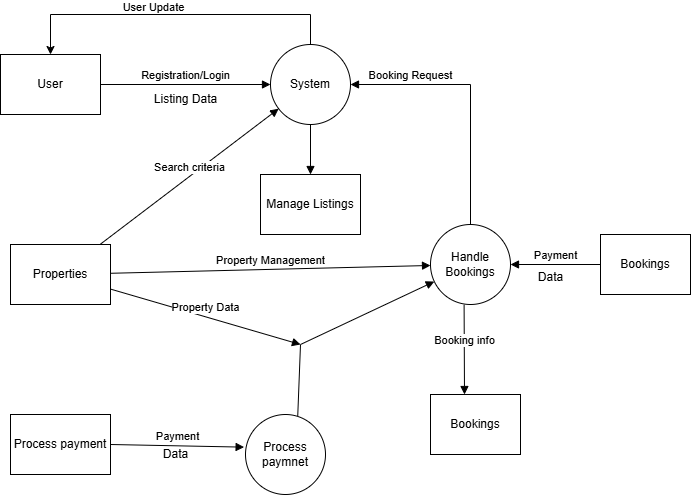 User Update
User
Registration/Login
Listing Data
System
Booking Request
Search criteria
Manage Listings
Properties
Property Management
Handle
Bookings
Payment
Data
Bookings
Property Data
Booking info
Bookings
Process payment
Payment
Data
Process
paymnet